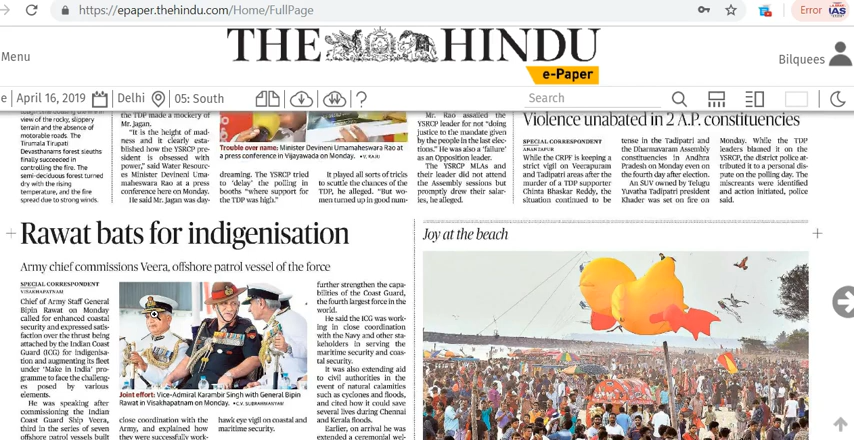 https://epaper.thehindu.com/Home/FullPage
Error
IAS
THE HINDU
e-Paper
Menu
Bilquees
e | April 16, 2019
Delhi
05: South
Search
view of the rocky, slippery
terrain and the absence of
motorable roads. The
Tirumala Tirupati
Devasthanams forest sleuths
finally succeeded in
controlling the fire. The
semi-deciduous forest turned
dry with the rising
temperature, and the fire
spread due to strong winds.
the TDP made a mockery of
Mr. Jagan.
"It is the height of mad-
ness and it clearly estab-
lished how the YSRCP pre-
sident is obsessed with
power," said Water Resourc-
es Minister Devineni Uma-
maheswara Rao at a press
conference here on Monday.
He said Mr. Jagan was day-
Trouble over name: Minister Devineni Umamaheswara Rao at
a press conference in Vijayawada on Monday. •V. RAJU
dreaming. The YSRCP tried
to 'delay' the polling in
booths "where support for
the TDP was high."
It played all sorts of tricks
to scuttle the chances of the
TDP, he alleged. "But wo-
men turned up in good num-
Mr. Rao assailed the
YSRCP leader for not "doing
justice to the mandate given
by the people in the last elec-
tions." He was also a 'failure'
as an Opposition leader.
The YSRCP MLAs and
their leader did not attend
the Assembly sessions but
promptly drew their salar-
ies, he alleged.
Violence unabated in 2 A.P. constituencies
SPECIAL CORRESPONDENT
ANANTAPUR
While the CRPF is keeping a
strict vigil on Veerapuram
and Tadipatri areas after the
murder of a TDP supporter
Chinta Bhaskar Reddy, the
situation continued to be
tense in the Tadipatri and
the Dharmavaram Assembly
constituencies in Andhra
Pradesh on Monday even on
the fourth day after election.
An SUV owned by Telugu
Yuvatha Tadipatri president
Khader was set on fire on
Monday. While the TDP
leaders blamed it on the
YSRCP, the district police at-
tributed it to a personal dis-
pute on the polling day. The
miscreants were identified
and action initiated, police
said.
Rawat bats for indigenisation
Army chief commissions Veera, offshore patrol vessel of the force
SPECIAL CORRESPONDENT
VISAKHAPATNAM
Chief of Army Staff General
Bipin Rawat on Monday
called for enhanced coastal
security and expressed satis-
faction over the thrust being
attached by the Indian Coast
Guard (ICG) for indigenisa-
tion and augmenting its fleet
under 'Make in India' pro-
gramme to face the challeng-
es posed by various
elements.
He was speaking after
commissioning the Indian
Coast Guard Ship Veera,
third in the series of seven
offshore patrol vessels built
Joint effort: Vice-Admiral Karambir Singh with General Bipin
Rawat in Visakhapatnam on Monday. •C.V. SUBRAHMANYAM
close coordination with the
Army, and explained how
they were successfully work-
hawk eye vigil on coastal and
maritime security.
further strengthen the capa-
bilities of the Coast Guard,
the fourth largest force in the
world.
He said the ICG was work-
ing in close coordination
with the Navy and other sta-
keholders in serving the
maritime security and coas-
tal security.
It was also extending aid
to civil authorities in the
event of natural calamities
such as cyclones and floods,
and cited how it could save
several lives during Chennai
and Kerala floods.
Earlier, on arrival he was
extended a ceremonial wel-
Joy at the beach